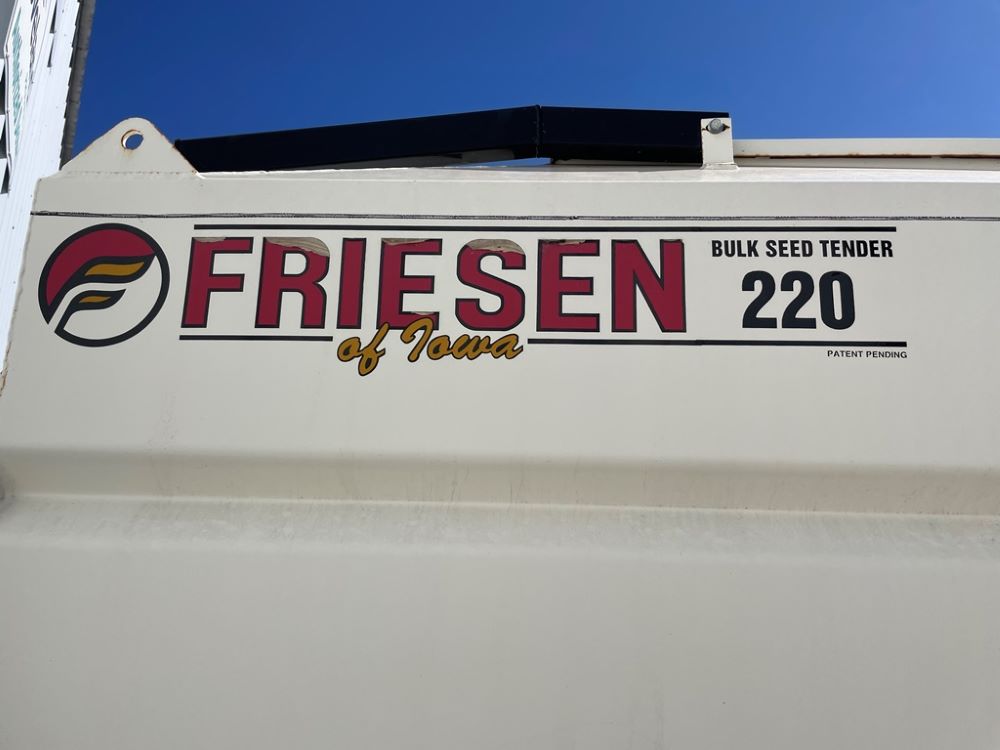 FRIESEN
of Iowa
BULK SEED TENDER
220
PATENT PENDING